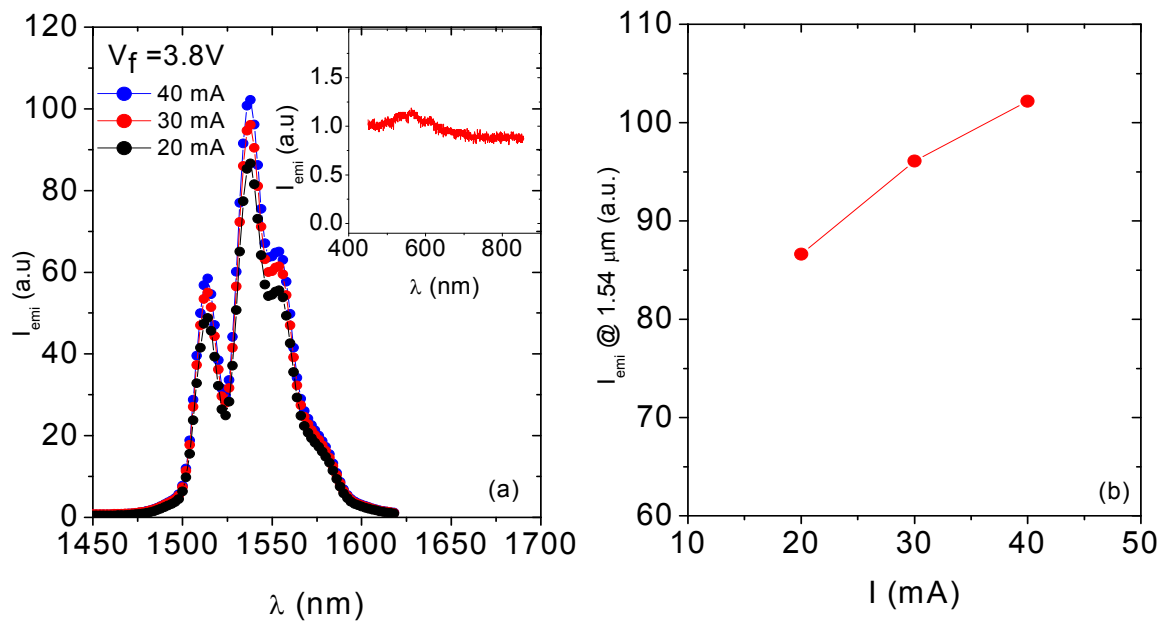 V_f =3.8V
40 mA
30 mA
20 mA
I_emi (a.u)
120
100
80
60
40
20
0
1450 1500 1550 1600 1650 1700
λ (nm)
(a)
I_emi (a.u)
1.5
1.0
0.5
0.0
400 600 800
λ (nm)
I_emi @ 1.54 μm (a.u.)
110
100
90
80
70
60
10 20 30 40 50
I (mA)
(b)